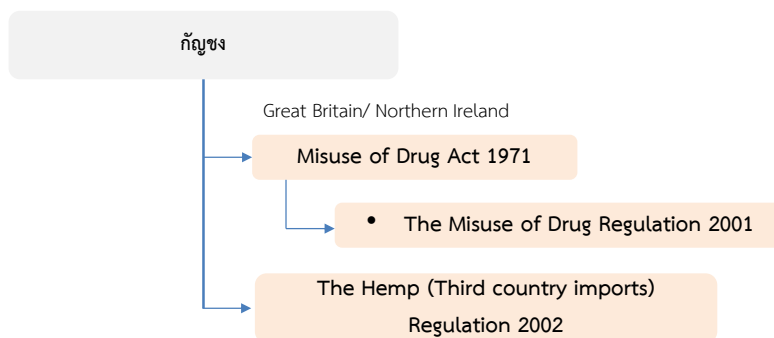 กัญชง
Great Britain/ Northern Ireland
Misuse of Drug Act 1971
• The Misuse of Drug Regulation 2001
The Hemp (Third country imports)
Regulation 2002